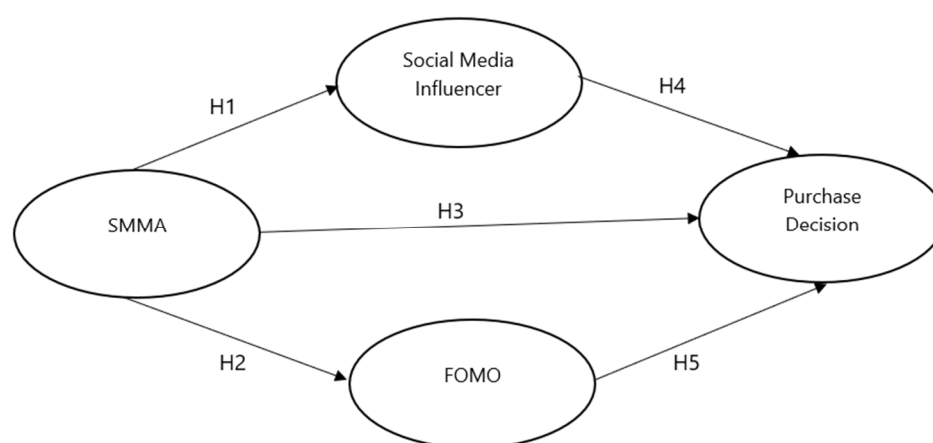 Social Media
Influencer
H1
H4
SMMA
H3
Purchase
Decision
H2
FOMO
H5